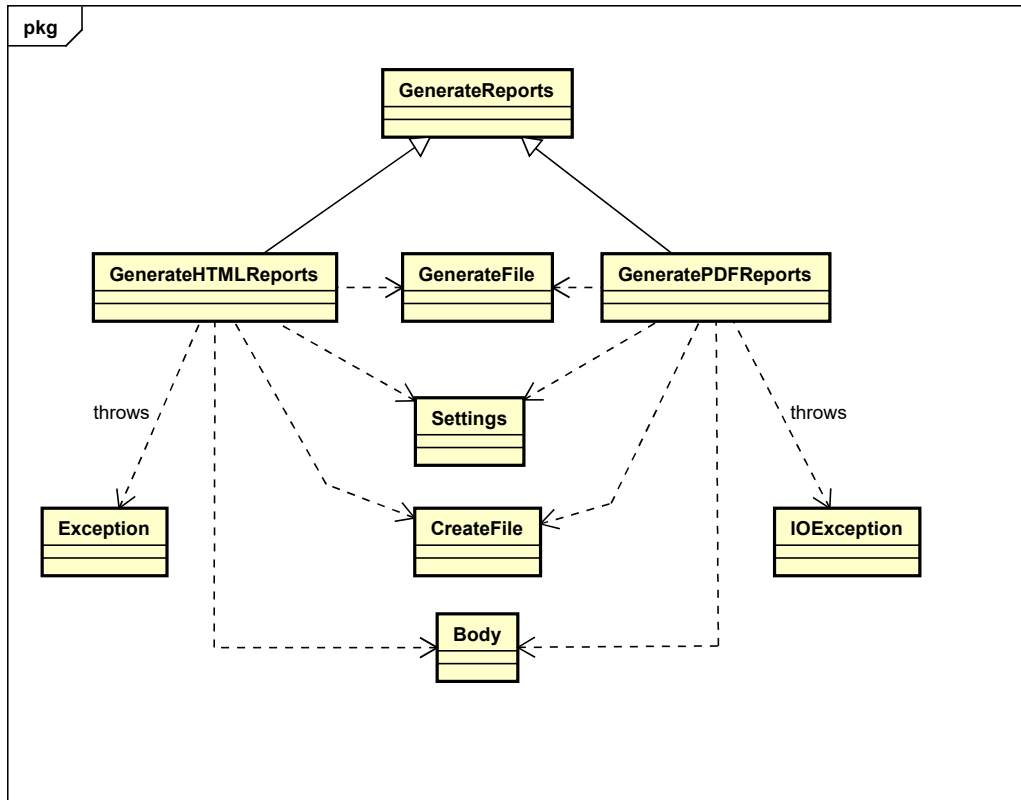 pkg
GenerateReports
GenerateHTMLReports
GenerateFile
GeneratePDFReports
Settings
throws
throws
Exception
CreateFile
IOException
Body